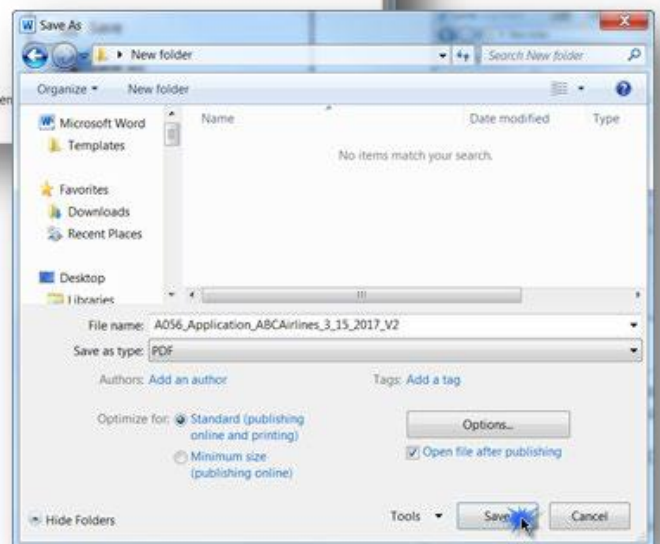 Save As
New folder
Search New folder
Organize
New folder
Microsoft Word
Templates
Favorites
Downloads
Recent Places
Desktop
Libraries
Name
Date modified
Type
No items match your search.
File name: A056_Application_ABCAirlines_3_15_2017_V2
Save as type: PDF
Authors: Add an author
Tags: Add a tag
Optimize for: Standard (publishing
online and printing)
Minimum size
(publishing online)
Options...
Open file after publishing
Hide Folders
Tools
Save
Cancel